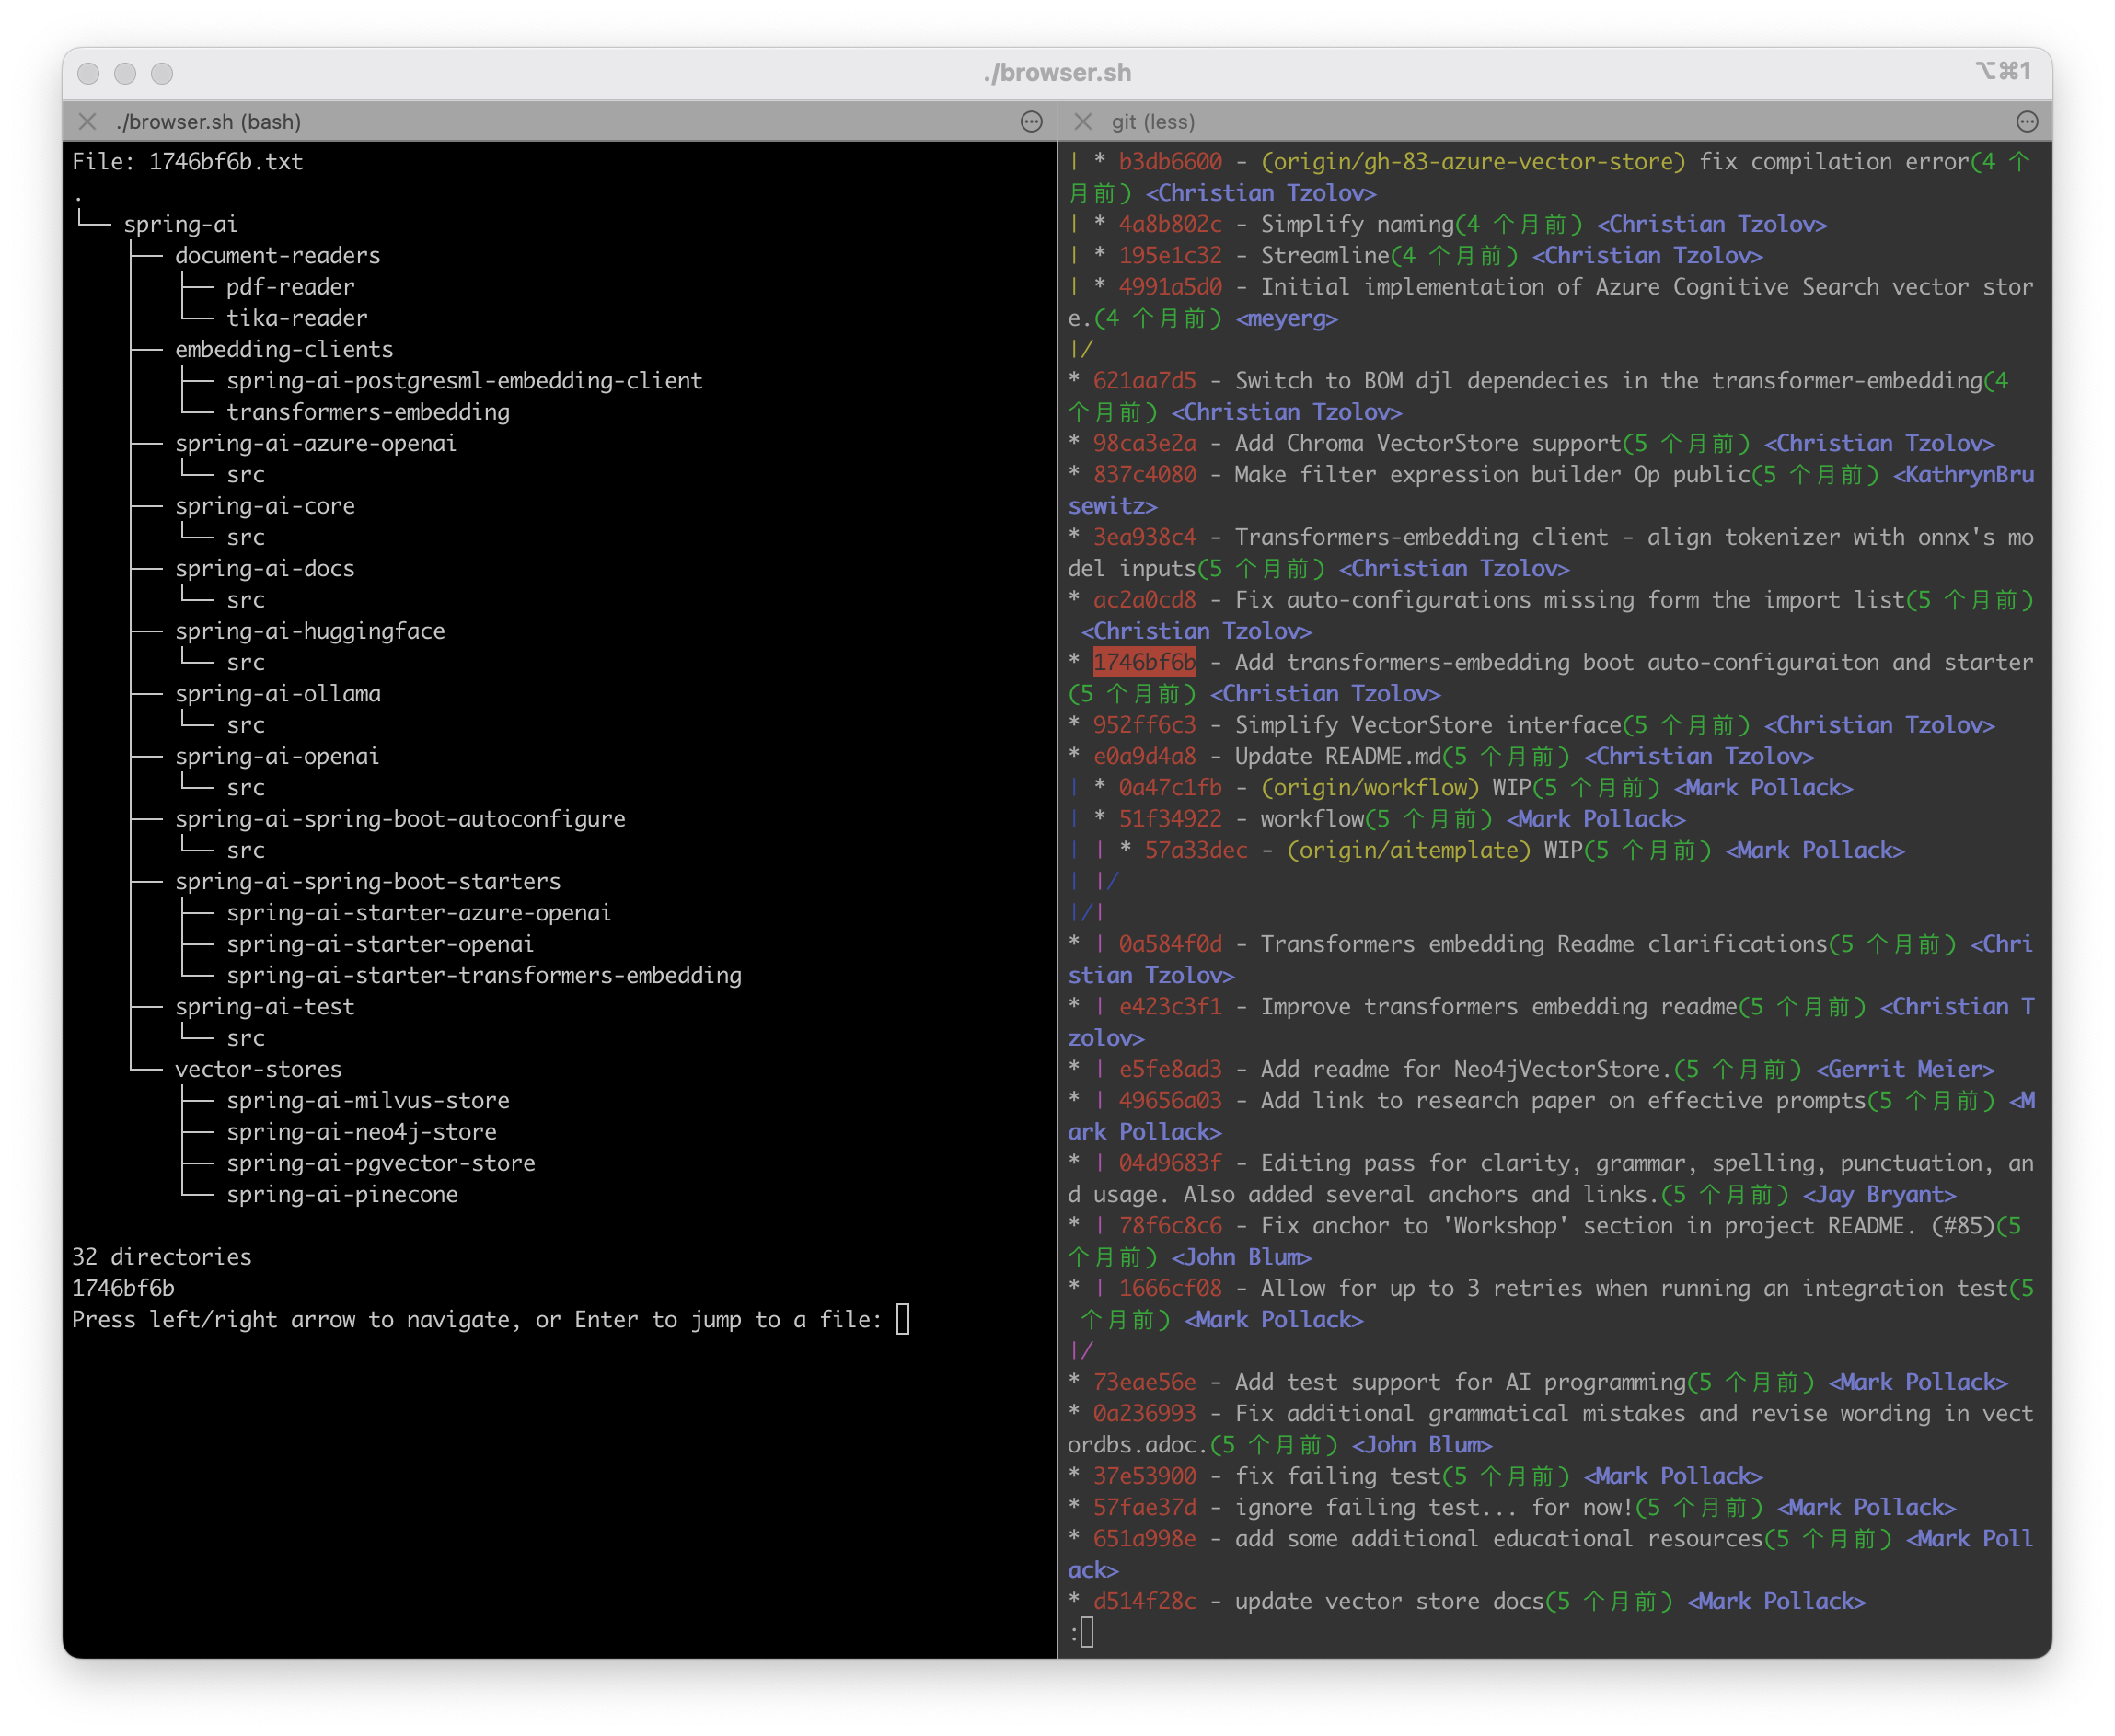 ./browser.sh
⌥⌘1
./browser.sh (bash)
File: 1746bf6b.txt
.
└── spring-ai
    ├── document-readers
    │   ├── pdf-reader
    │   └── tika-reader
    ├── embedding-clients
    │   ├── spring-ai-postgresml-embedding-client
    │   └── transformers-embedding
    ├── spring-ai-azure-openai
    │   └── src
    ├── spring-ai-core
    │   └── src
    ├── spring-ai-docs
    │   └── src
    ├── spring-ai-huggingface
    │   └── src
    ├── spring-ai-ollama
    │   └── src
    ├── spring-ai-openai
    │   └── src
    ├── spring-ai-spring-boot-autoconfigure
    │   └── src
    ├── spring-ai-spring-boot-starters
    │   ├── spring-ai-starter-azure-openai
    │   ├── spring-ai-starter-openai
    │   └── spring-ai-starter-transformers-embedding
    ├── spring-ai-test
    │   └── src
    └── vector-stores
        ├── spring-ai-milvus-store
        ├── spring-ai-neo4j-store
        ├── spring-ai-pgvector-store
        └── spring-ai-pinecone
32 directories
1746bf6b
Press left/right arrow to navigate, or Enter to jump to a file:
git (less)
| * b3db6600 - (origin/gh-83-azure-vector-store) fix compilation error(4 个
月前) <Christian Tzolov>
| * 4a8b802c - Simplify naming(4 个月前) <Christian Tzolov>
| * 195e1c32 - Streamline(4 个月前) <Christian Tzolov>
| * 4991a5d0 - Initial implementation of Azure Cognitive Search vector stor
e.(4 个月前) <meyerg>
|/
* 621aa7d5 - Switch to BOM djl dependecies in the transformer-embedding(4
个月前) <Christian Tzolov>
* 98ca3e2a - Add Chroma VectorStore support(5 个月前) <Christian Tzolov>
* 837c4080 - Make filter expression builder Op public(5 个月前) <KathrynBru
sewitz>
* 3ea938c4 - Transformers-embedding client - align tokenizer with onnx's mo
del inputs(5 个月前) <Christian Tzolov>
* ac2a0cd8 - Fix auto-configurations missing form the import list(5 个月前)
 <Christian Tzolov>
* 1746bf6b - Add transformers-embedding boot auto-configuraiton and starter
(5 个月前) <Christian Tzolov>
* 952ff6c3 - Simplify VectorStore interface(5 个月前) <Christian Tzolov>
* e0a9d4a8 - Update README.md(5 个月前) <Christian Tzolov>
| * 0a47c1fb - (origin/workflow) WIP(5 个月前) <Mark Pollack>
| * 51f34922 - workflow(5 个月前) <Mark Pollack>
| | * 57a33dec - (origin/aitemplate) WIP(5 个月前) <Mark Pollack>
| |/
|/|
* | 0a584f0d - Transformers embedding Readme clarifications(5 个月前) <Chri
stian Tzolov>
* | e423c3f1 - Improve transformers embedding readme(5 个月前) <Christian T
zolov>
* | e5fe8ad3 - Add readme for Neo4jVectorStore.(5 个月前) <Gerrit Meier>
* | 49656a03 - Add link to research paper on effective prompts(5 个月前) <M
ark Pollack>
* | 04d9683f - Editing pass for clarity, grammar, spelling, punctuation, an
d usage. Also added several anchors and links.(5 个月前) <Jay Bryant>
* | 78f6c8c6 - Fix anchor to 'Workshop' section in project README. (#85)(5
个月前) <John Blum>
* | 1666cf08 - Allow for up to 3 retries when running an integration test(5
 个月前) <Mark Pollack>
|/
* 73eae56e - Add test support for AI programming(5 个月前) <Mark Pollack>
* 0a236993 - Fix additional grammatical mistakes and revise wording in vect
ordbs.adoc.(5 个月前) <John Blum>
* 37e53900 - fix failing test(5 个月前) <Mark Pollack>
* 57fae37d - ignore failing test... for now!(5 个月前) <Mark Pollack>
* 651a998e - add some additional educational resources(5 个月前) <Mark Poll
ack>
* d514f28c - update vector store docs(5 个月前) <Mark Pollack>
: